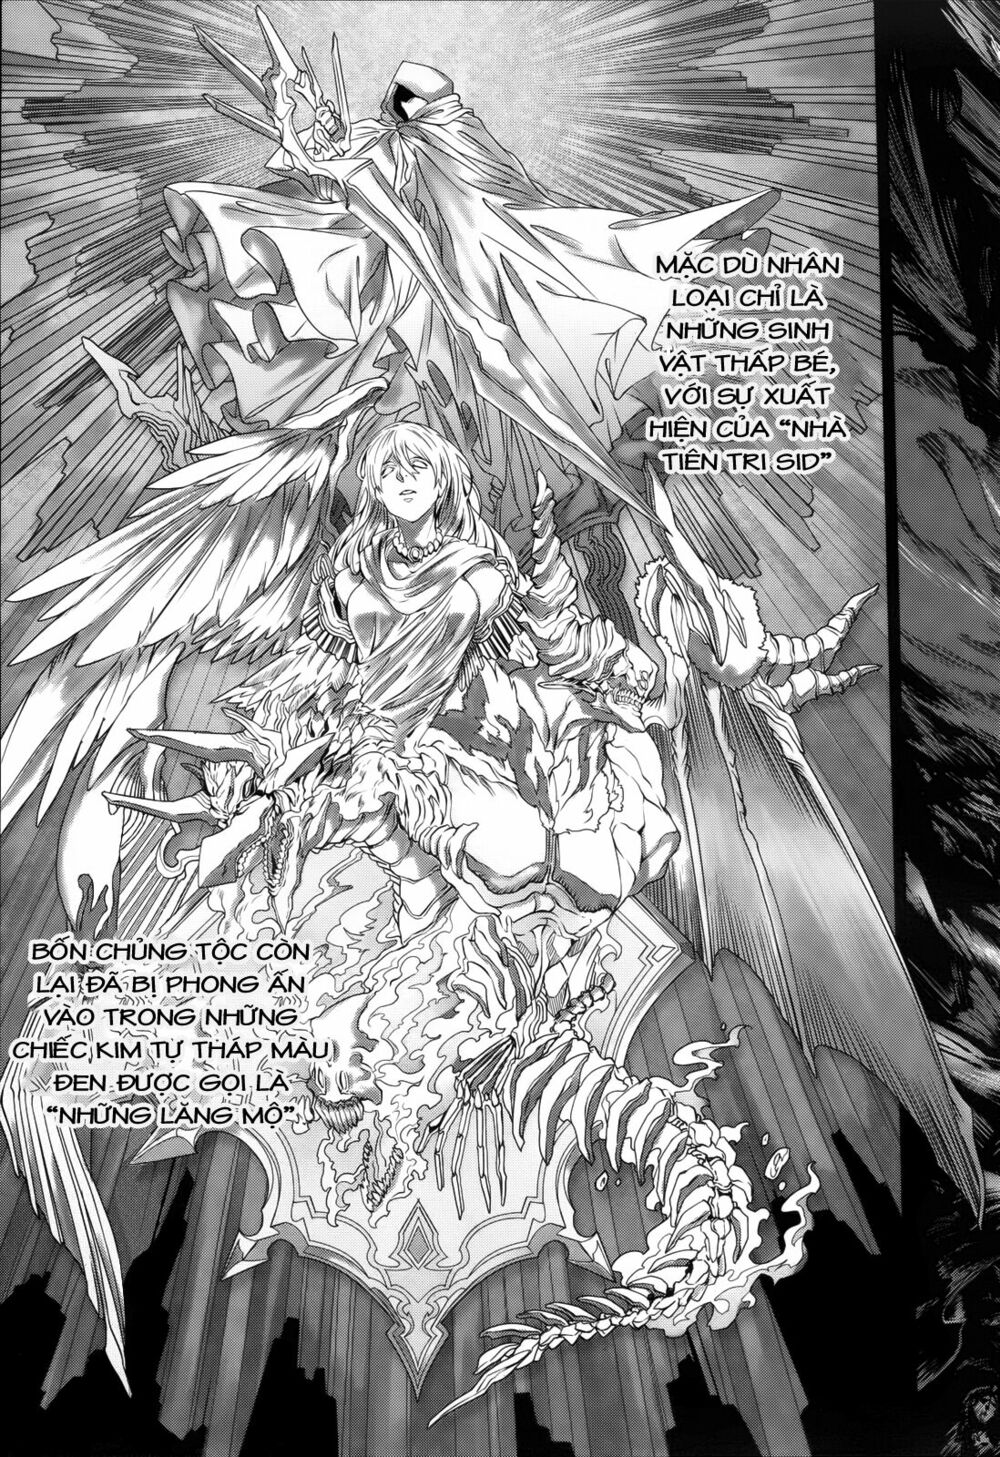 MẶC DÙ NHÂN
LOẠI CHỈ LÀ
NHỮNG SINH
VẬT THẤP BÉ,
VỚI SỰ XUẤT
HIỆN CỦA "NHÀ
TIÊN TRI SID"
BỐN CHỦNG TỘC CÒN
LẠI ĐÃ BỊ PHONG ẤN
VÀO TRONG NHỮNG
CHIẾC KIM TỰ THÁP MÀU
ĐEN ĐƯỢC GỌI LÀ
"NHỮNG LĂNG MỘ".